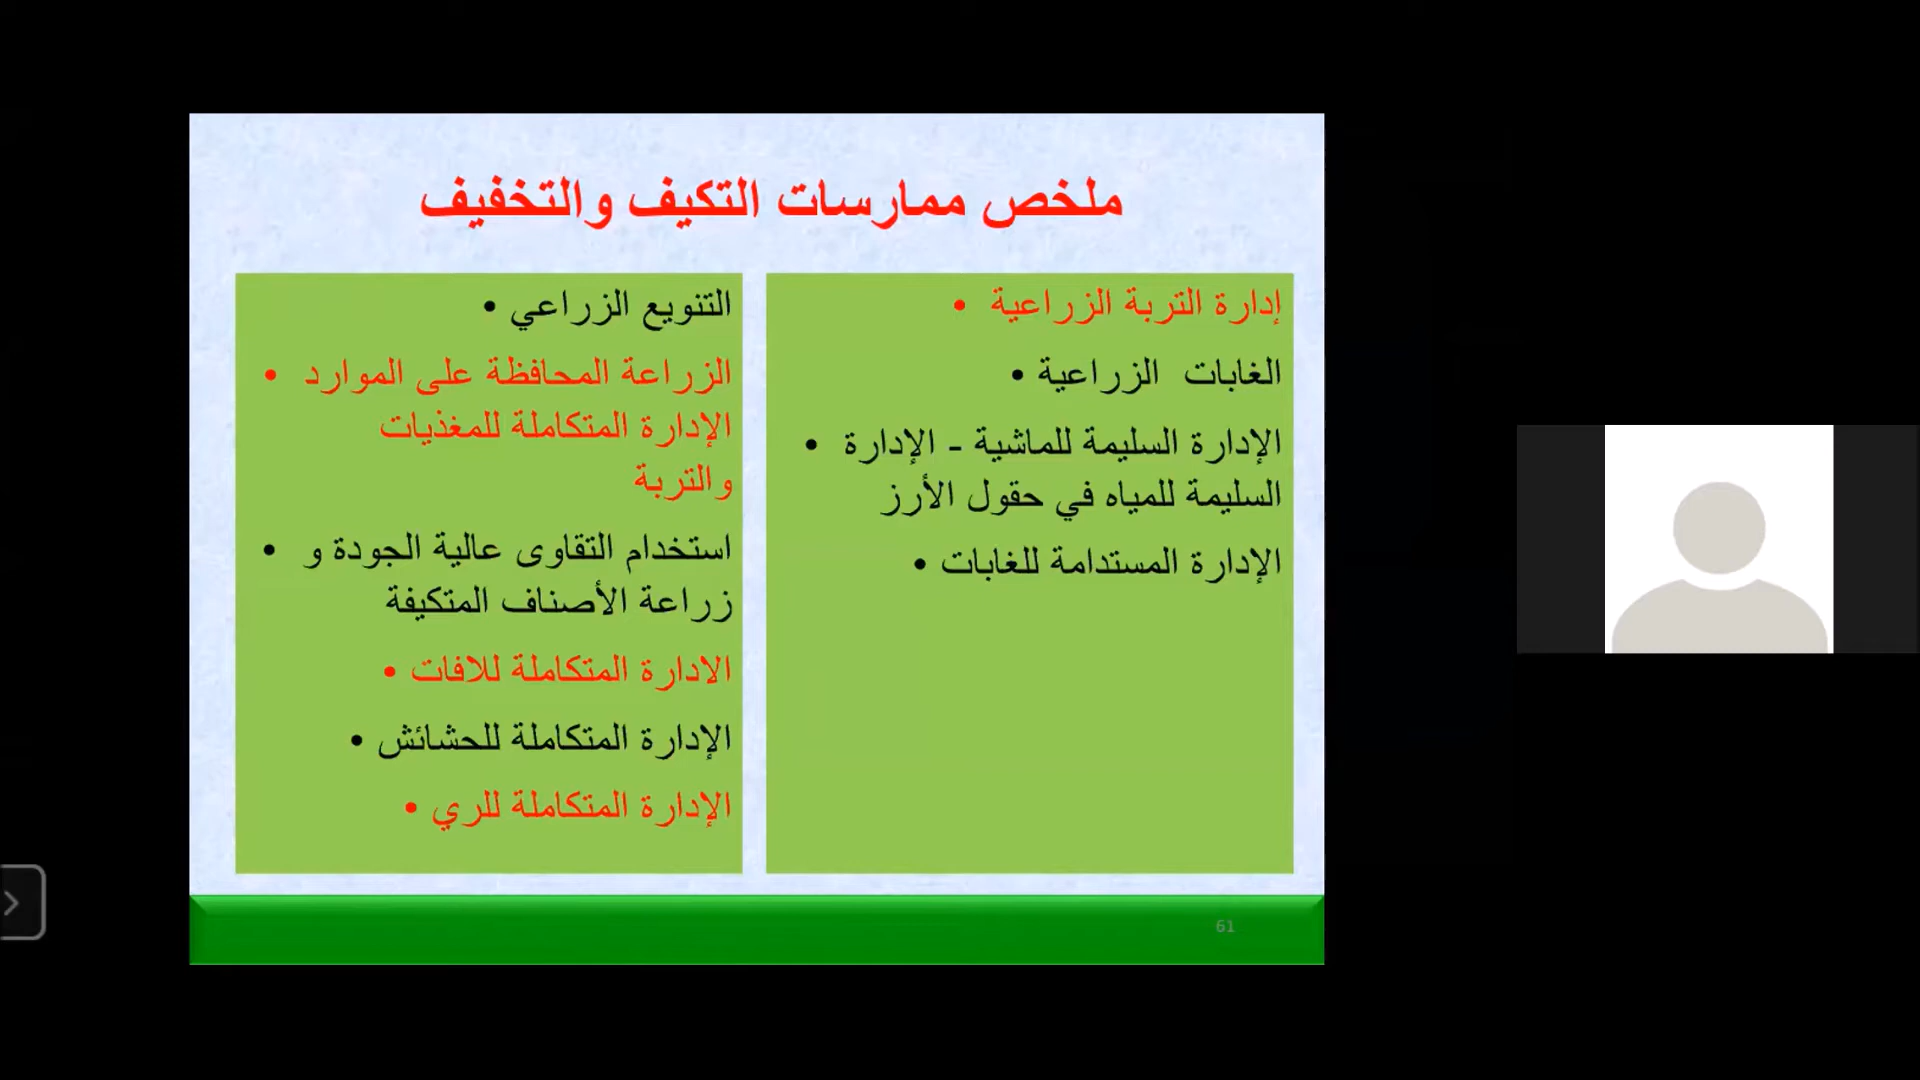 ملخص ممارسات التكيف والتخفيف
إدارة التربة الزراعية •
الغابات الزراعية •
الإدارة السليمة للماشية - الإدارة •
السليمة للمياه في حقول الأرز
الإدارة المستدامة للغابات •
التنويع الزراعي •
الزراعة المحافظة على الموارد •
الإدارة المتكاملة للمغذيات
والتربة
استخدام التقاوى عالية الجودة و •
زراعة الأصناف المتكيفة
الادارة المتكاملة للافات •
الإدارة المتكاملة للحشائش •
الإدارة المتكاملة للري •
61